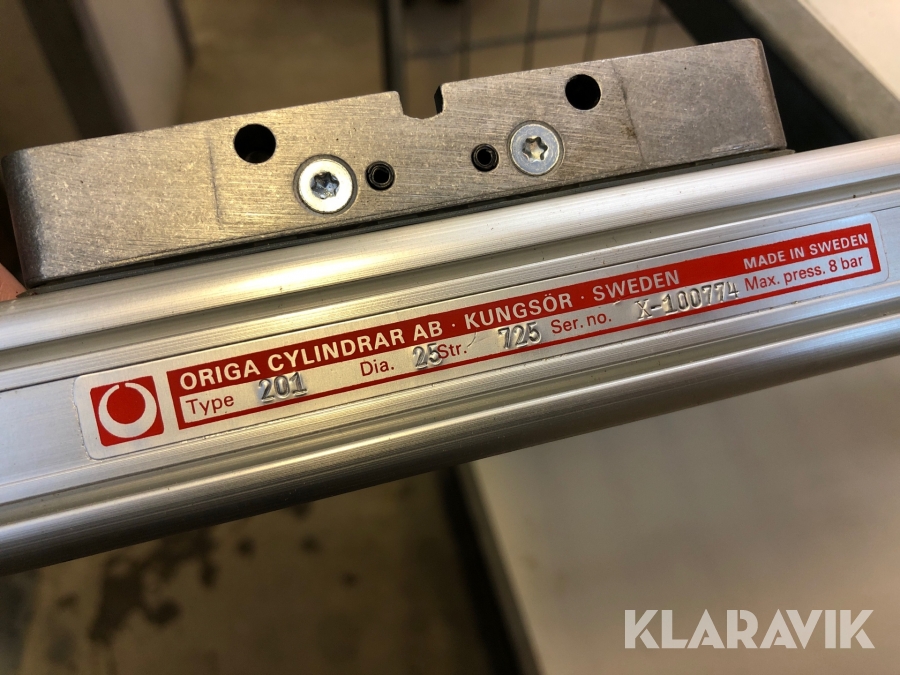 ORIGA CYLINDRAR AB · KUNGSÖR · SWEDEN MADE IN SWEDEN
Type 201 Dia. 25 Str. 725 Ser. no. X-100774 Max. press. 8 bar
KLARAVIK